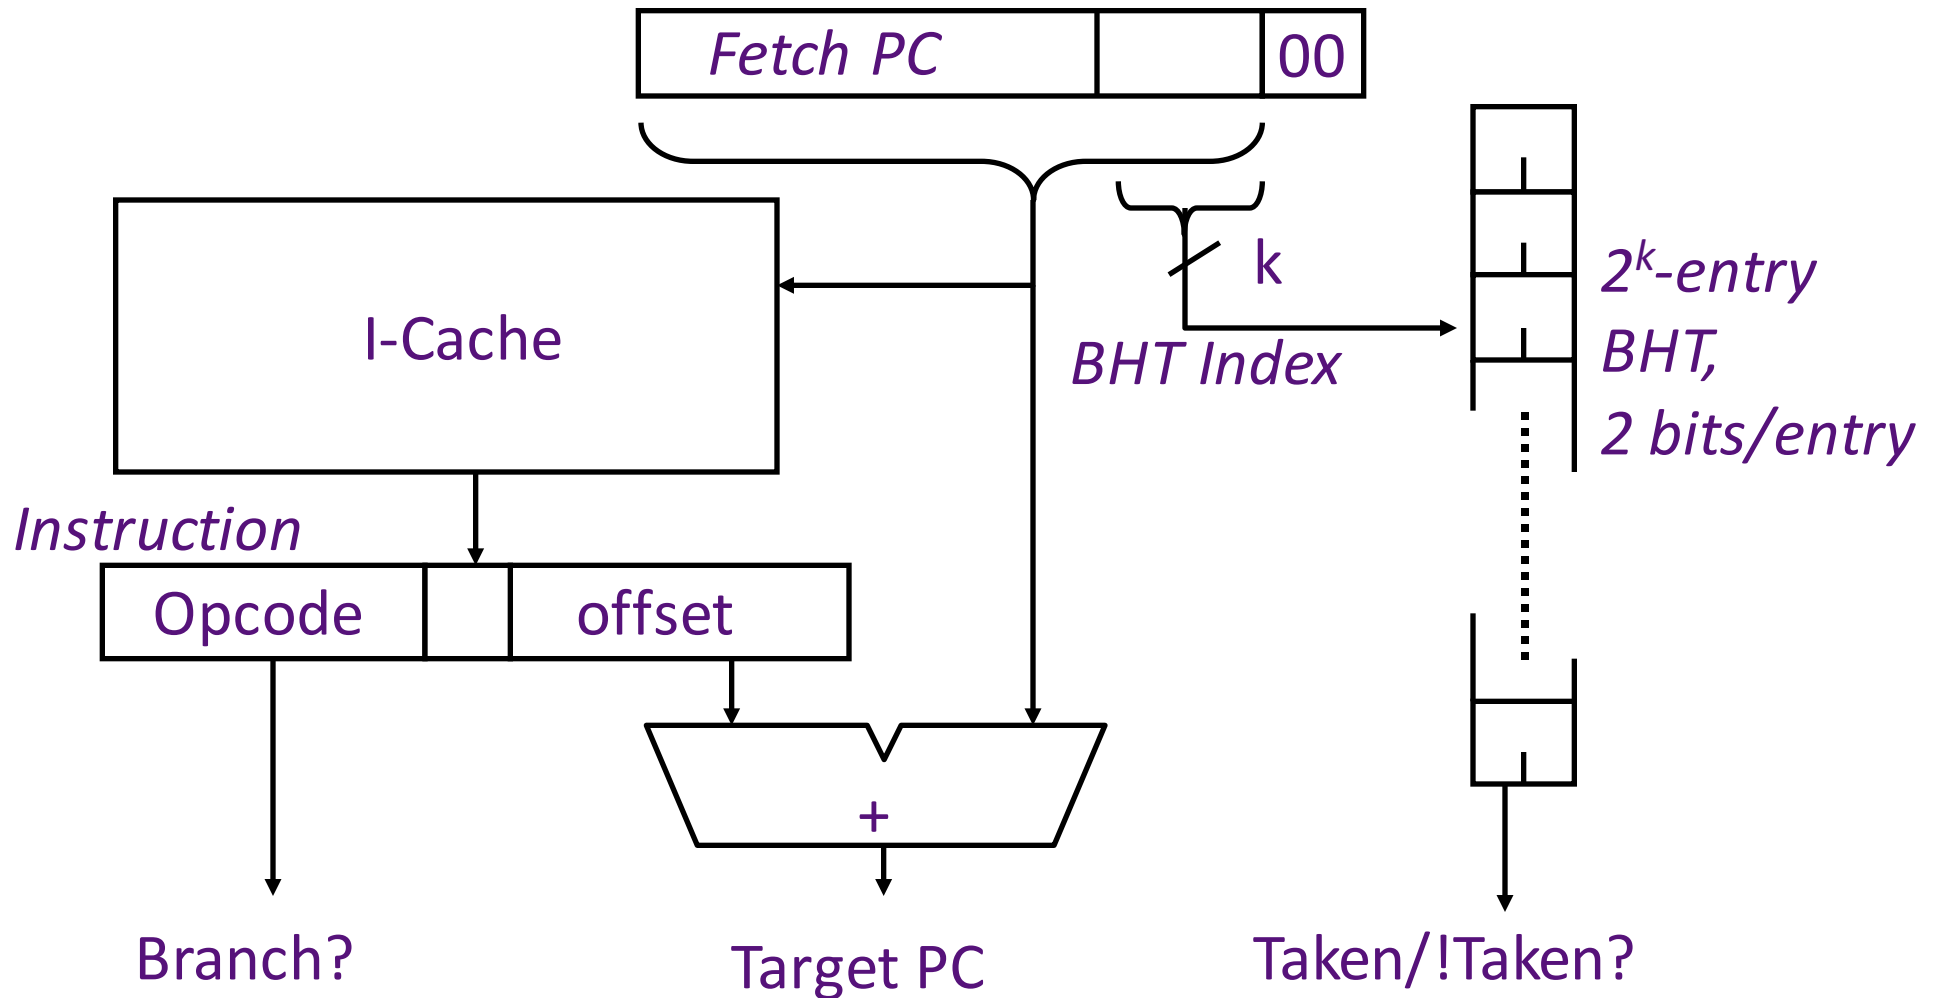 Fetch PC
00
k
I-Cache
2^k-entry
BHT Index
BHT,
2 bits/entry
Instruction
Opcode
offset
+
Branch?
Target PC
Taken/!Taken?